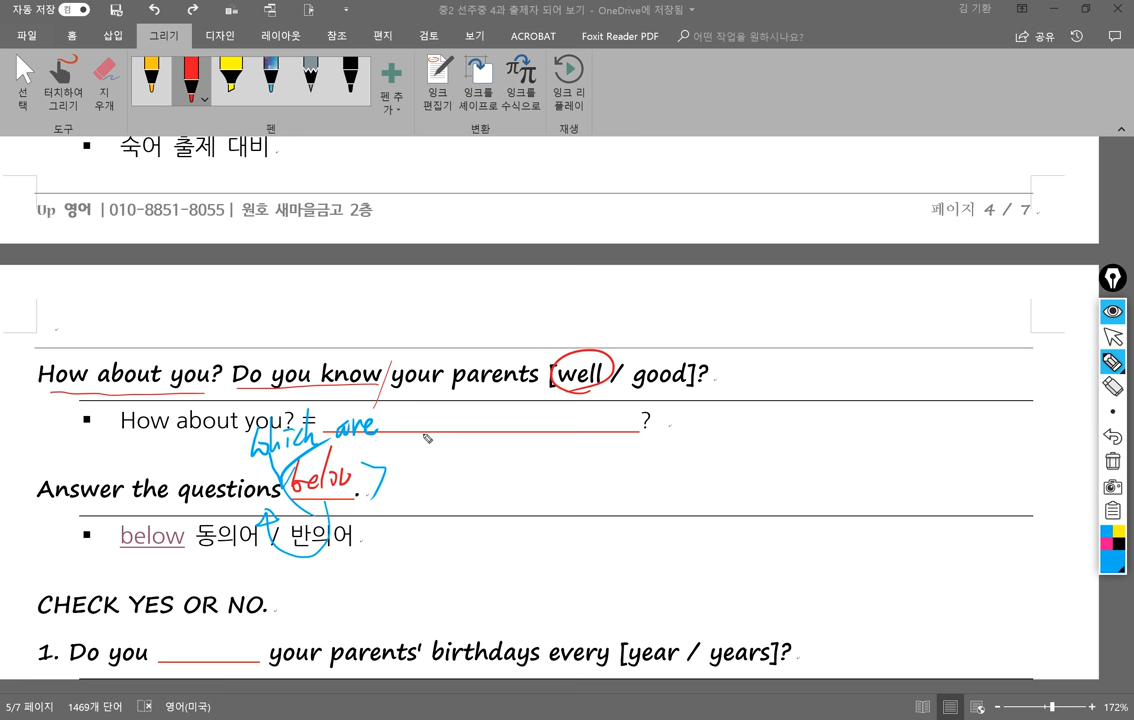 자동 저장 컴 중2 선주중 4과 출제자 되어 보기 - OneDrive에 저장됨 김 기환
파일 홈 삽입 그리기 디자인 레이아웃 참조 편지 검토 보기 ACROBAT Foxit Reader PDF 어떤 작업을 원하시나요? 공유
선택 터치하여 그리기 지우개 펜 추가 잉크 편집기 잉크를 셰이프로 잉크를 수식으로 잉크 리플레이
도구 펜 변환 재생
▪ 숙어 출제 대비
Up 영어 | 010-8851-8055 | 원호 새마을금고 2층 페이지 4 / 7
How about you? Do you know / your parents [well / good]?
▪ How about you? = ?
which are
below
Answer the questions .
▪ below 동의어 / 반의어
CHECK YES OR NO.
1. Do you your parents' birthdays every [year / years]?
5/7 페이지 1469개 단어 영어(미국) 172%